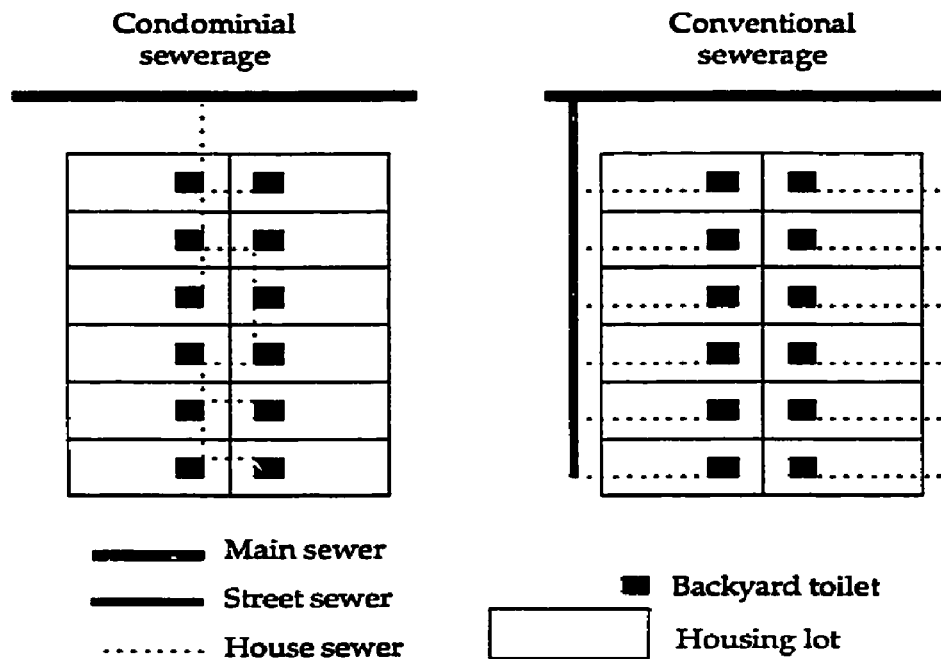 Condominial
sewerage
Conventional
sewerage
Main sewer
Street sewer
House sewer
Backyard toilet
Housing lot